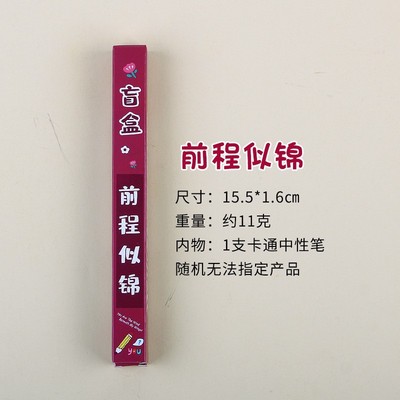 盲盒
前程似锦
前程似锦
尺寸：15.5*1.6cm
重量：约11克
内物：1支卡通中性笔
随机无法指定产品